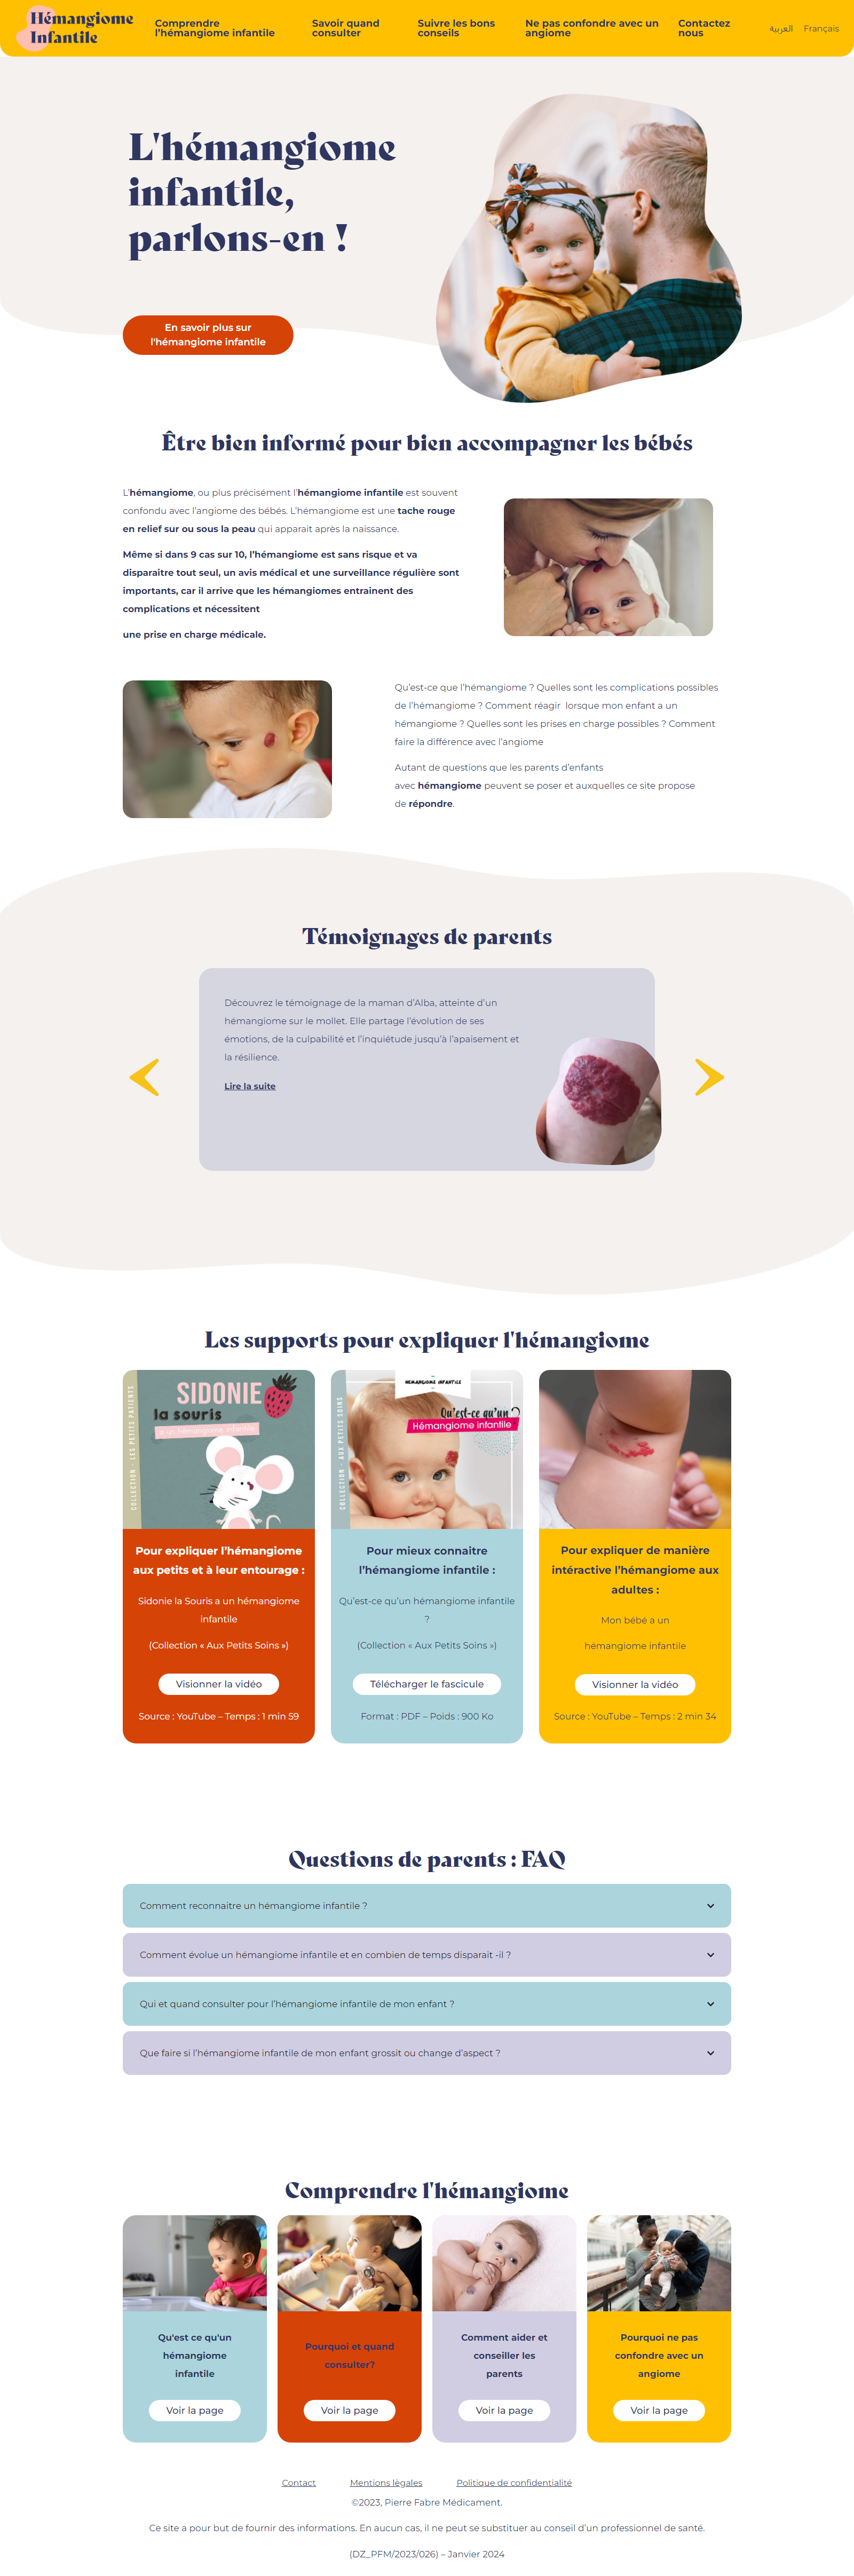 Hémangiome
Infantile
Comprendre
l'hémangiome infantile
Savoir quand
consulter
Suivre les bons
conseils
Ne pas confondre avec un
angiome
Contactez
nous
العربية
Français
L'hémangiome
infantile,
parlons-en !
En savoir plus sur
l'hémangiome infantile
Être bien informé pour bien accompagner les bébés
L'hémangiome, ou plus précisément l'hémangiome infantile est souvent
confondu avec l'angiome des bébés. L'hémangiome est une tache rouge
en relief sur ou sous la peau qui apparait après la naissance.
Même si dans 9 cas sur 10, l'hémangiome est sans risque et va
disparaitre tout seul, un avis médical et une surveillance régulière sont
importants, car il arrive que les hémangiomes entrainent des
complications et nécessitent
une prise en charge médicale.
Qu'est-ce que l'hémangiome ? Quelles sont les complications possibles
de l'hémangiome ? Comment réagir  lorsque mon enfant a un
hémangiome ? Quelles sont les prises en charge possibles ? Comment
faire la différence avec l'angiome
Autant de questions que les parents d'enfants
avec hémangiome peuvent se poser et auxquelles ce site propose
de répondre.
Témoignages de parents
Découvrez le témoignage de la maman d'Alba, atteinte d'un
hémangiome sur le mollet. Elle partage l'évolution de ses
émotions, de la culpabilité et l'inquiétude jusqu'à l'apaisement et
la résilience.
Lire la suite
Les supports pour expliquer l'hémangiome
COLLECTION - LES PETITS PATIENTS
SIDONIE
la souris
a un hémangiome infantile
Pour expliquer l'hémangiome
aux petits et à leur entourage :
Sidonie la Souris a un hémangiome
infantile
(Collection « Aux Petits Soins »)
Visionner la vidéo
Source : YouTube – Temps : 1 min 59
COLLECTION - AUX PETITS SOINS
HEMANGIOME INFANTILE
Qu'est-ce qu'un
Hémangiome infantile
?
Pour mieux connaitre
l'hémangiome infantile :
Qu'est-ce qu'un hémangiome infantile
?
(Collection « Aux Petits Soins »)
Télécharger le fascicule
Format : PDF – Poids : 900 Ko
Pour expliquer de manière
intéractive l'hémangiome aux
adultes :
Mon bébé a un
hémangiome infantile
Visionner la vidéo
Source : YouTube – Temps : 2 min 34
Questions de parents : FAQ
Comment reconnaitre un hémangiome infantile ?
Comment évolue un hémangiome infantile et en combien de temps disparait -il ?
Qui et quand consulter pour l'hémangiome infantile de mon enfant ?
Que faire si l'hémangiome infantile de mon enfant grossit ou change d'aspect ?
Comprendre l'hémangiome
Qu'est ce qu'un
hémangiome
infantile
Voir la page
Pourquoi et quand
consulter?
Voir la page
Comment aider et
conseiller les
parents
Voir la page
Pourquoi ne pas
confondre avec un
angiome
Voir la page
Contact
Mentions lègales
Politique de confidentialité
©2023, Pierre Fabre Médicament.
Ce site a pour but de fournir des informations. En aucun cas, il ne peut se substituer au conseil d'un professionnel de santé.
(DZ_PFM/2023/026) – Janvier 2024